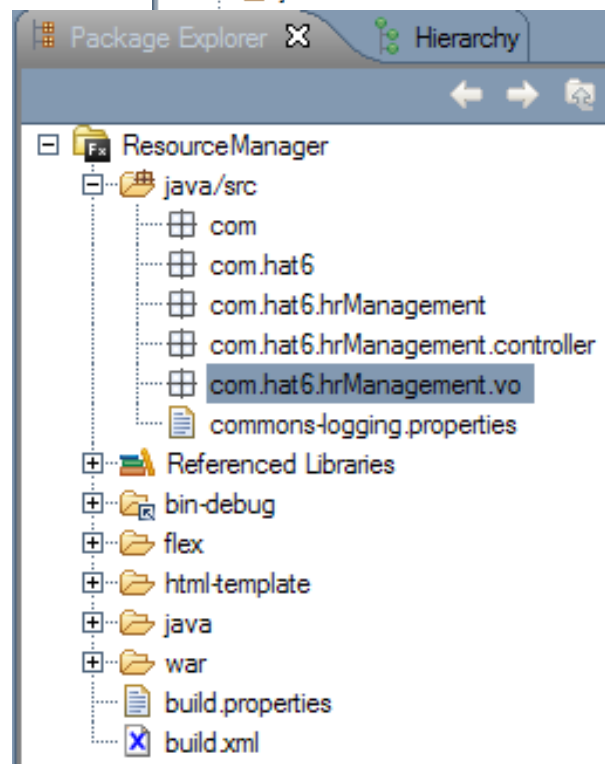 Package Explorer Hierarchy
Fx ResourceManager
java/src
com
com.hat6
com.hat6.hrManagement
com.hat6.hrManagement.controller
com.hat6.hrManagement.vo
commons-logging.properties
Referenced Libraries
bin-debug
flex
html-template
java
war
build.properties
build.xml